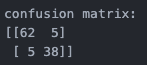 confusion matrix:
[[62  5]
 [ 5 38]]